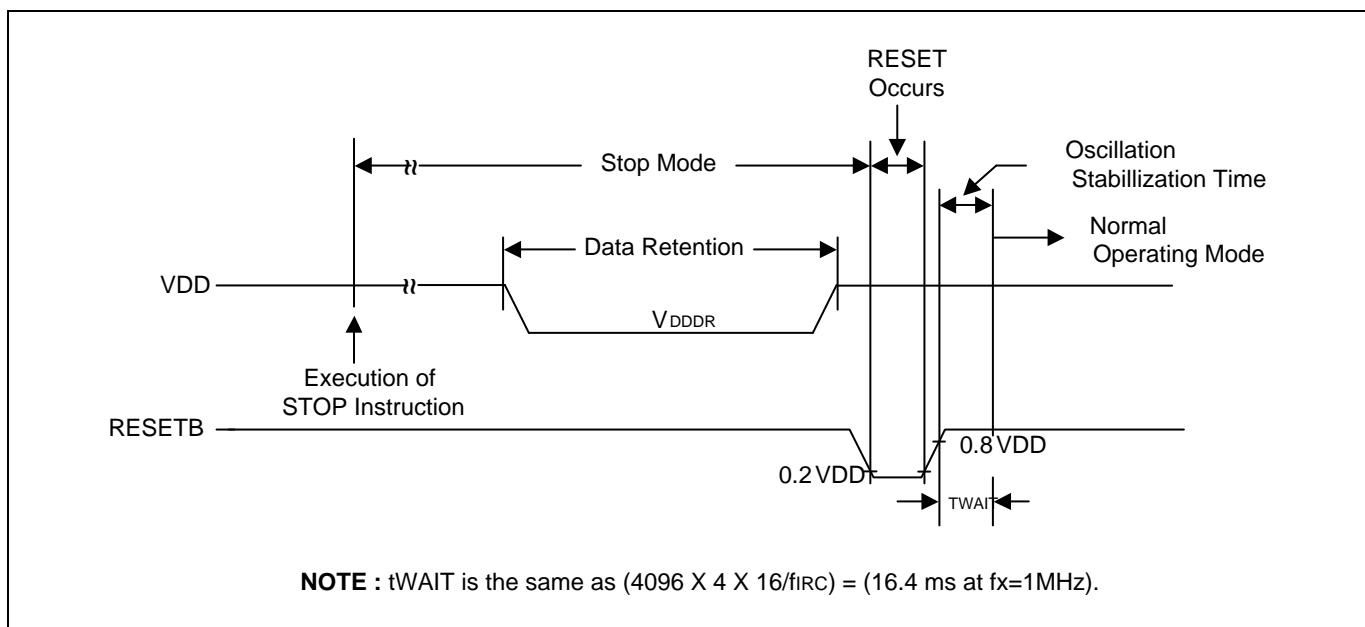 RESET
Occurs
Oscillation
Stabillization Time
Stop Mode
Normal
Operating Mode
Data Retention
VDD
VDDDR
Execution of
STOP Instruction
RESETB
0.8 VDD
0.2 VDD
TWAIT
NOTE : tWAIT is the same as (4096 X 4 X 16/fIRC) = (16.4 ms at fx=1MHz).